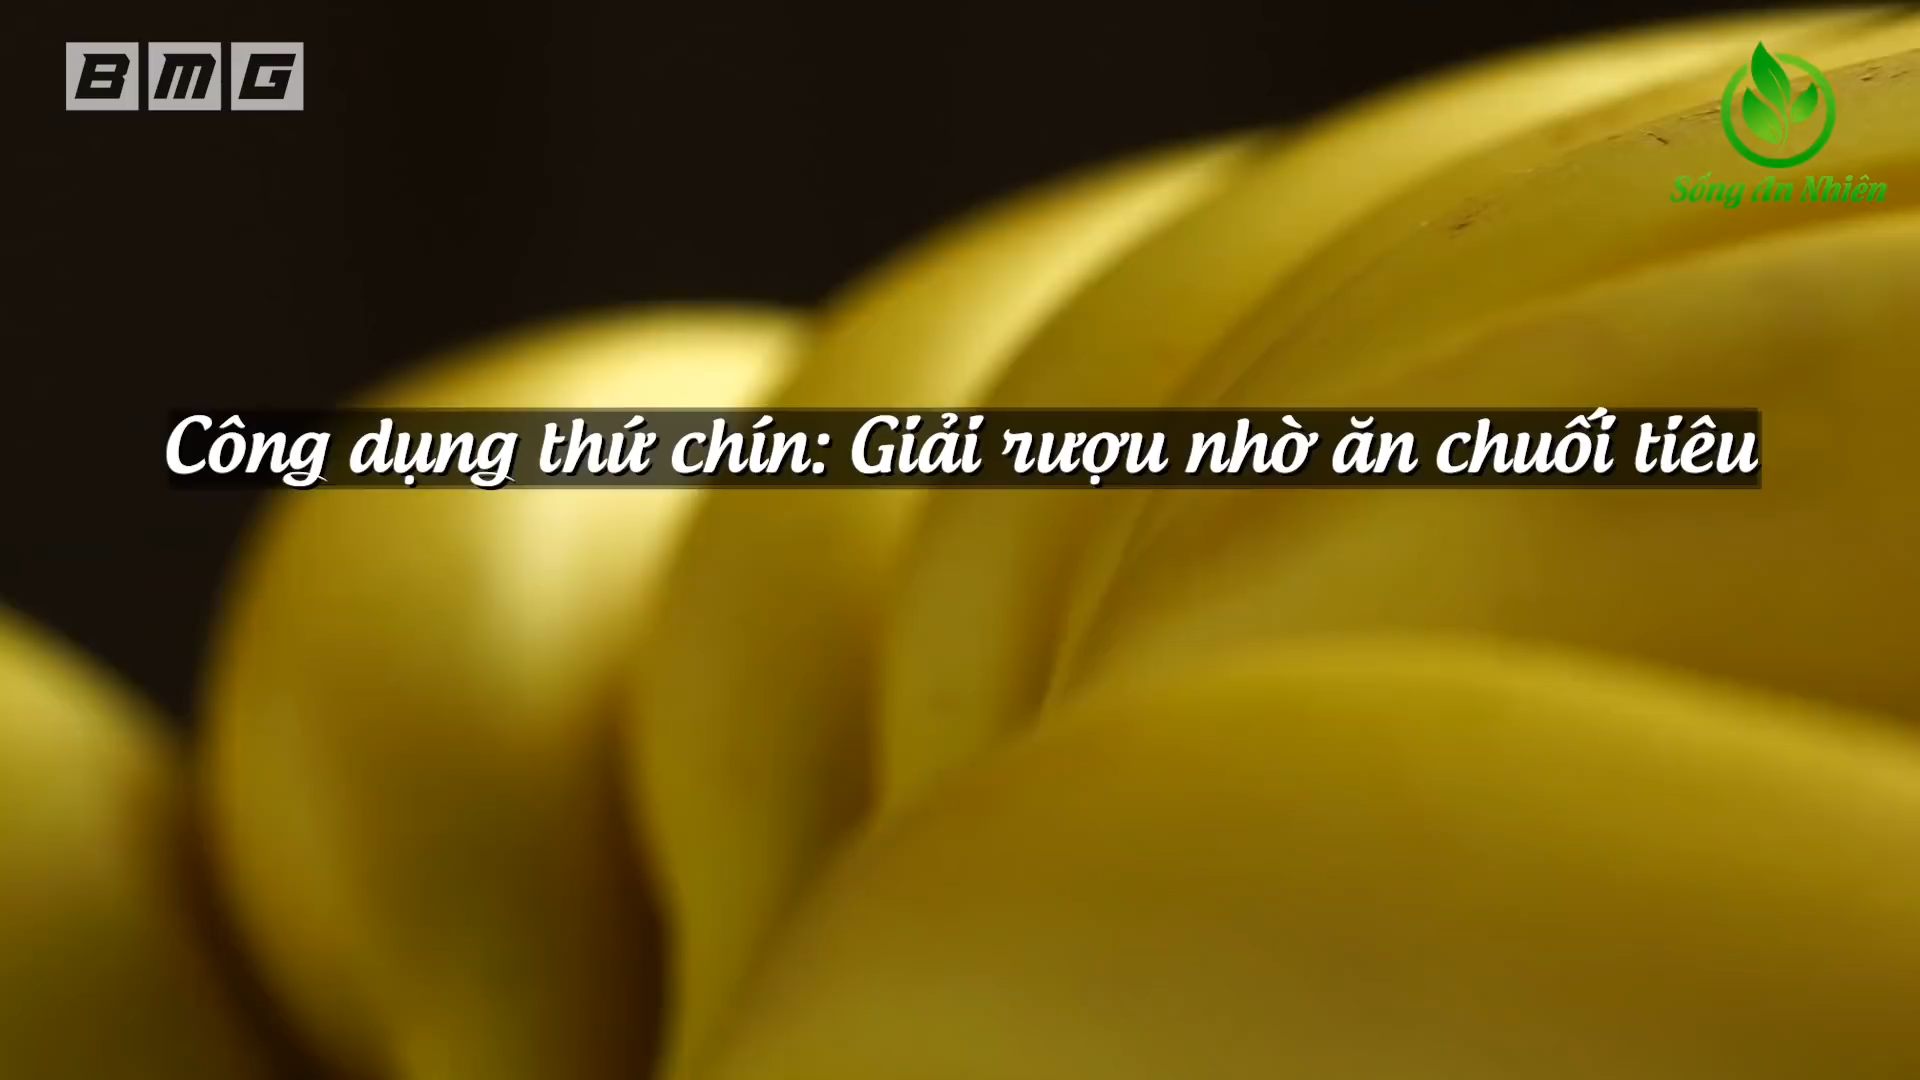 BMG
Sống An Nhiên
Công dụng thứ chín: Giải rượu nhờ ăn chuối tiêu